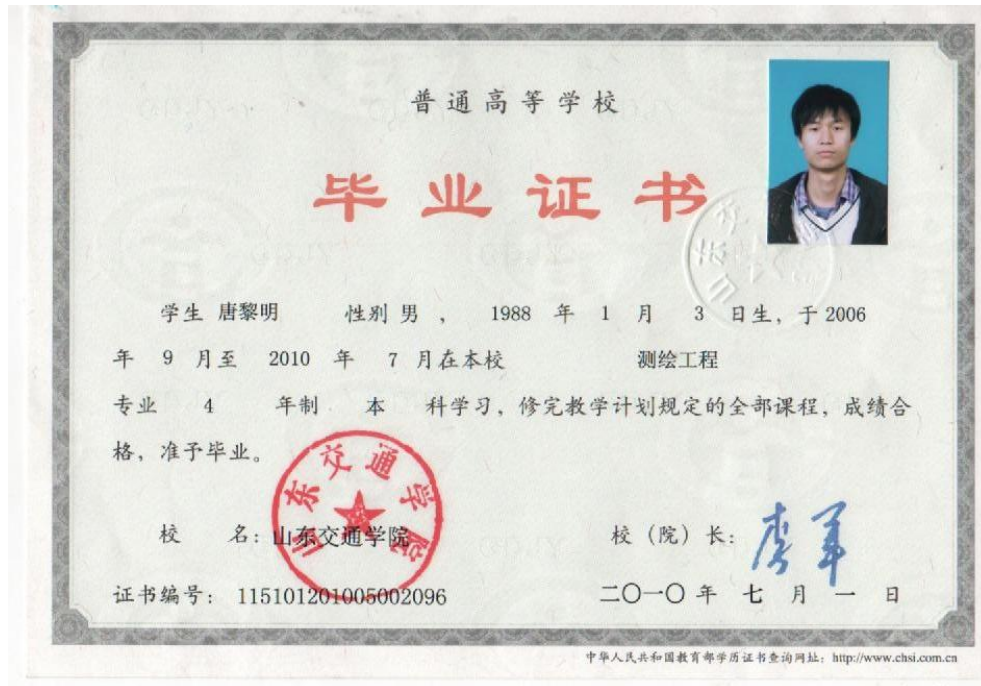 普通高等学校
毕业证书
学生 唐黎明 性别 男 , 1988 年 1 月 3 日生，于 2006
年 9 月至 2010 年 7 月在本校 测绘工程
专业 4 年制 本 科学习，修完教学计划规定的全部课程，成绩合
格，准予毕业。
山东交通学院
校 名：山东交通学院 校（院）长：
证书编号： 115101201005002096 二〇一〇 年 七 月 一 日
中华人民共和国教育部学历证书查询网址：http://www.chsi.com.cn